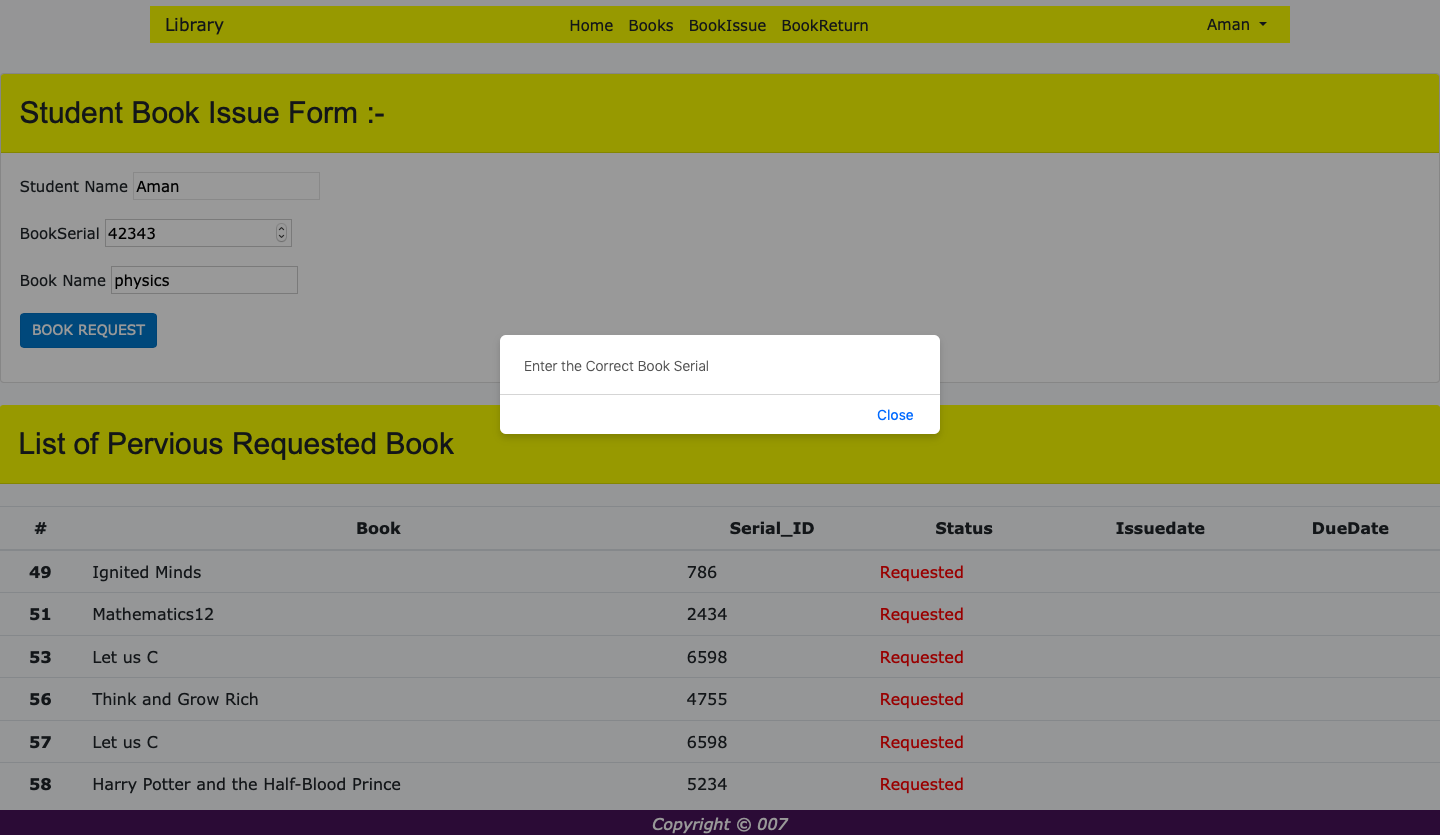 Library Home Books BookIssue BookReturn Aman
Student Book Issue Form :-
Student Name Aman
BookSerial 42343
Book Name physics
BOOK REQUEST
Enter the Correct Book Serial
Close
List of Pervious Requested Book
# Book Serial_ID Status Issuedate DueDate
49 Ignited Minds 786 Requested
51 Mathematics12 2434 Requested
53 Let us C 6598 Requested
56 Think and Grow Rich 4755 Requested
57 Let us C 6598 Requested
58 Harry Potter and the Half-Blood Prince 5234 Requested
Copyright © 007